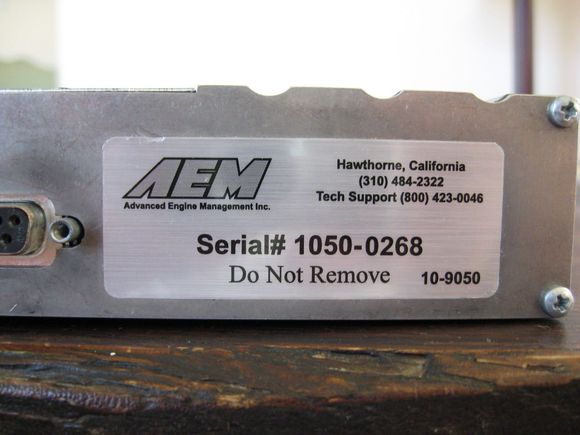 AEM
Advanced Engine Management Inc.
Hawthorne, California
(310) 484-2322
Tech Support (800) 423-0046
Serial# 1050-0268
Do Not Remove
10-9050